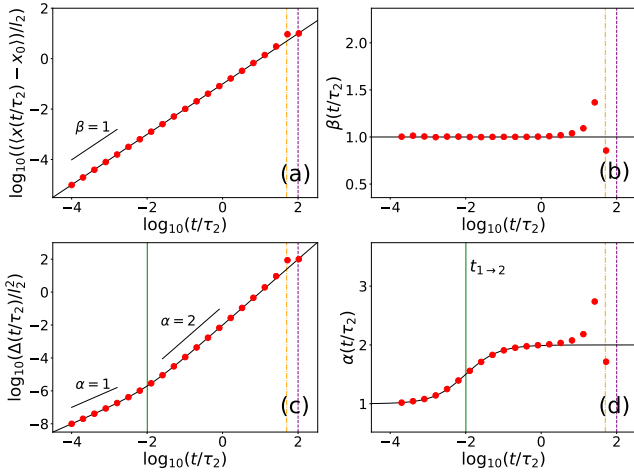 log₁₀(⟨(x(t/τ₂) − x₀⟩)/l₂)
2
0
−2
−4
β = 1
(a)
−4 −2 0 2
log₁₀(t/τ₂)
β(t/τ₂)
2.0
1.5
1.0
0.5
(b)
−4 −2 0 2
log₁₀(t/τ₂)
log₁₀(Δ(t/τ₂)/l₂²)
2
0
−2
−4
−6
−8
α = 2
α = 1
(c)
−4 −2 0 2
log₁₀(t/τ₂)
α(t/τ₂)
3
2
1
t₁→₂
(d)
−4 −2 0 2
log₁₀(t/τ₂)